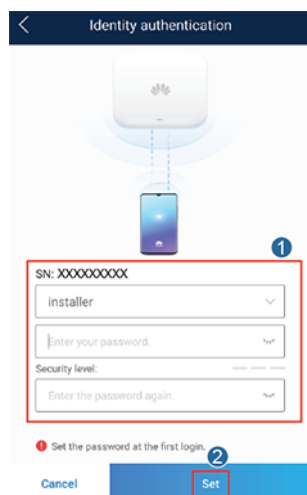 Identity authentication
1
SN: XXXXXXXXX
installer
Enter your password.
Security level:
Enter the password again.
Set the password at the first login.
2
Cancel
Set